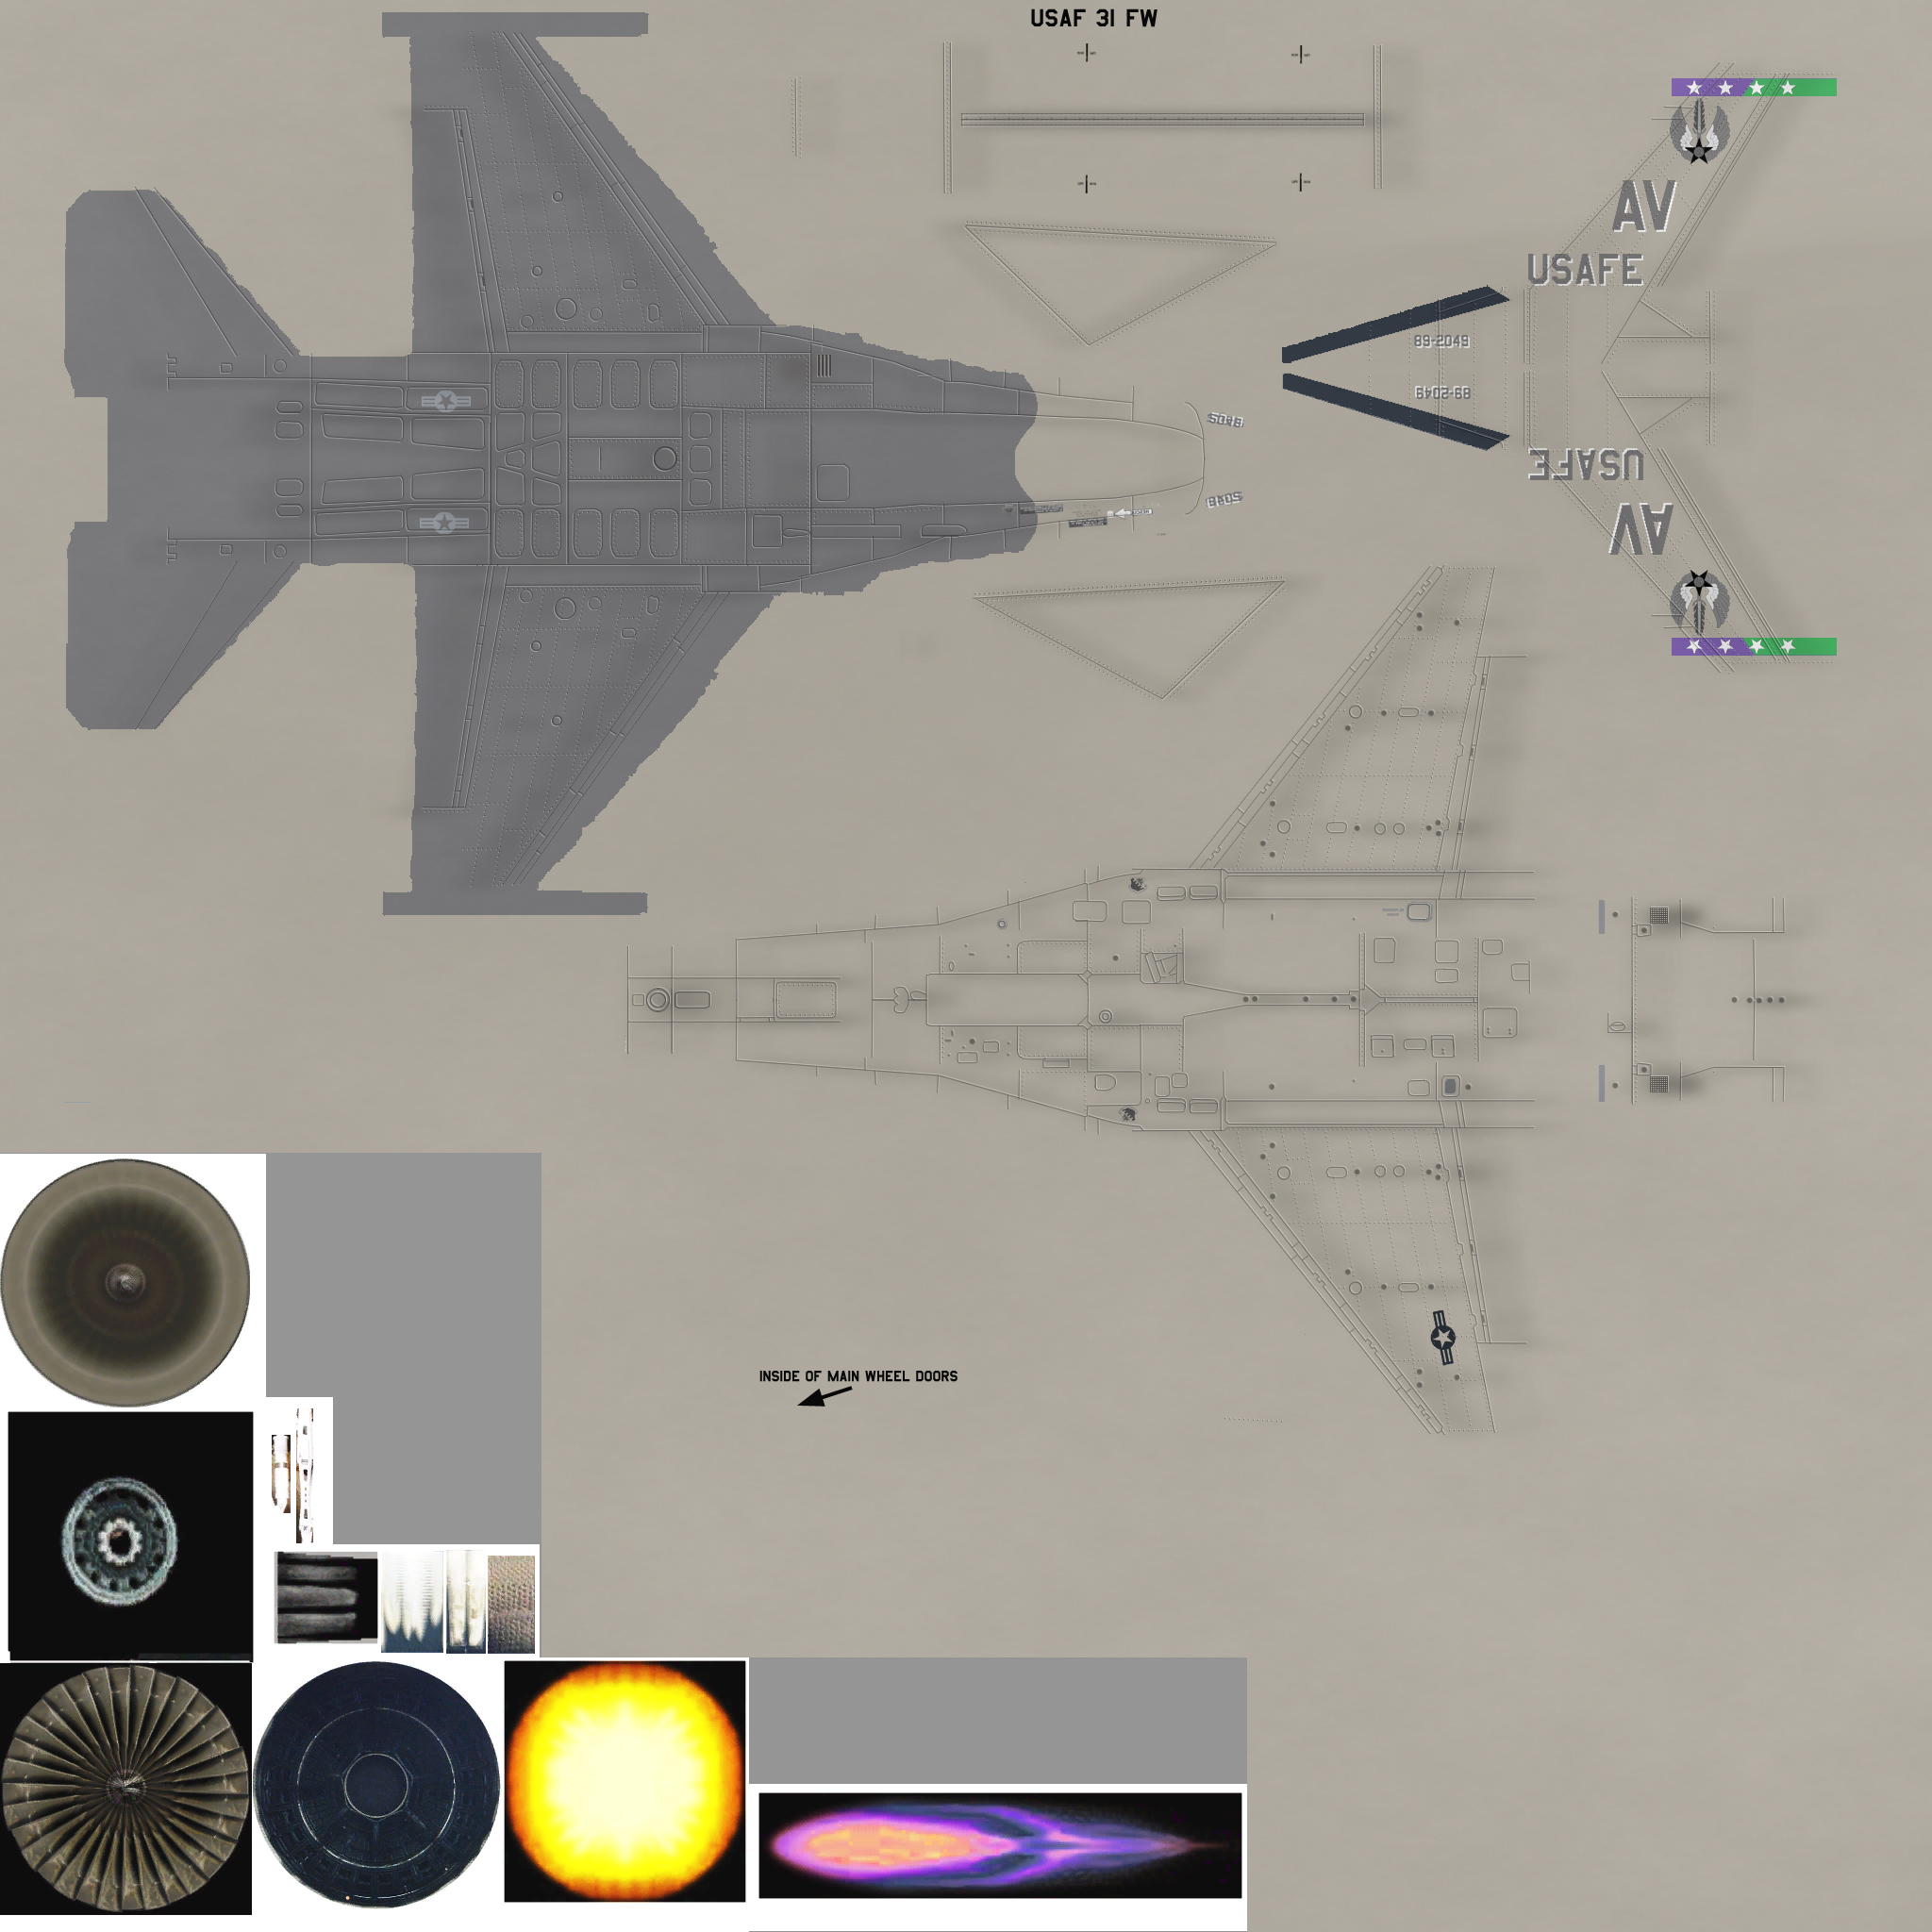 USAF 31 FW
AV
USAFE
89-2049
89-2049
USAFE
AV
INSIDE OF MAIN WHEEL DOORS